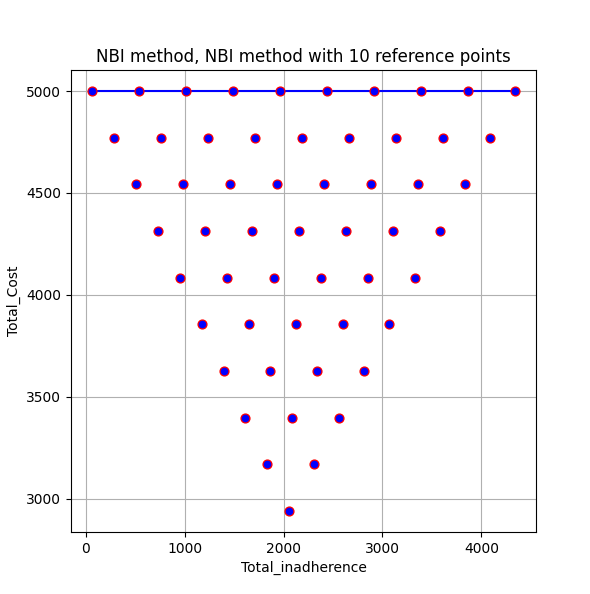 NBI method, NBI method with 10 reference points
5000
4500
4000
3500
3000
Total_Cost
0 1000 2000 3000 4000
Total_inadherence